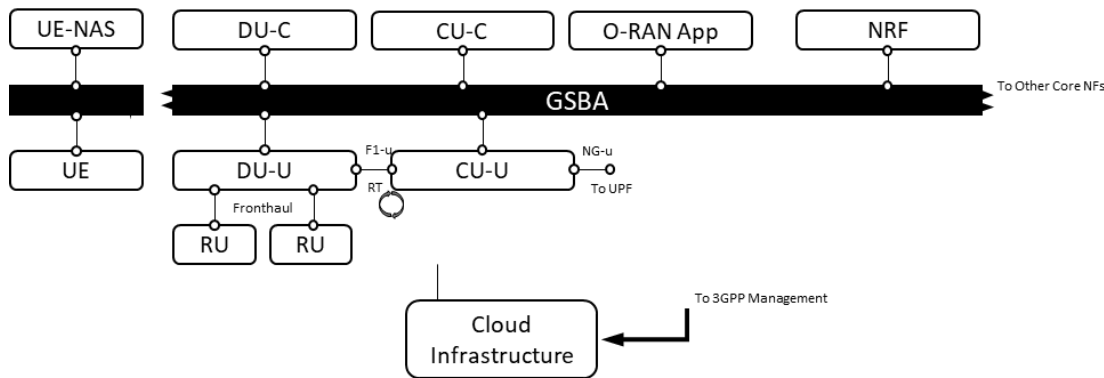 UE-NAS
DU-C
CU-C
O-RAN App
NRF
GSBA
To Other Core NFs
UE
DU-U
F1-u
RT
CU-U
NG-u
To UPF
Fronthaul
RU
RU
To 3GPP Management
Cloud
Infrastructure